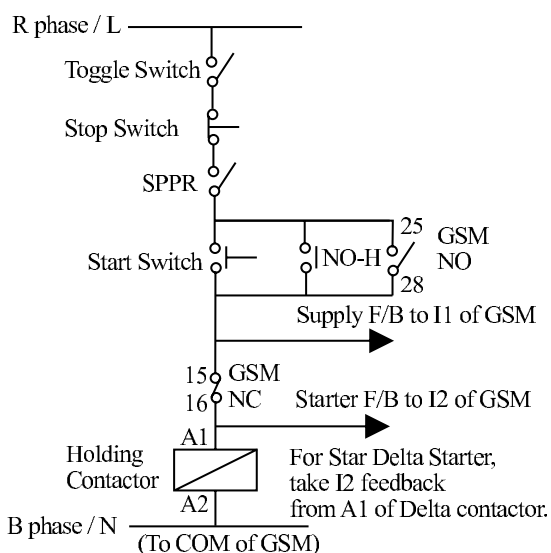 R phase / L
Toggle Switch
Stop Switch
SPPR
Start Switch
NO-H
25
GSM
NO
28
Supply F/B to I1 of GSM
15
GSM
16
NC
Starter F/B to I2 of GSM
A1
Holding
Contactor
A2
For Star Delta Starter,
take I2 feedback
from A1 of Delta contactor.
B phase / N
(To COM of GSM)